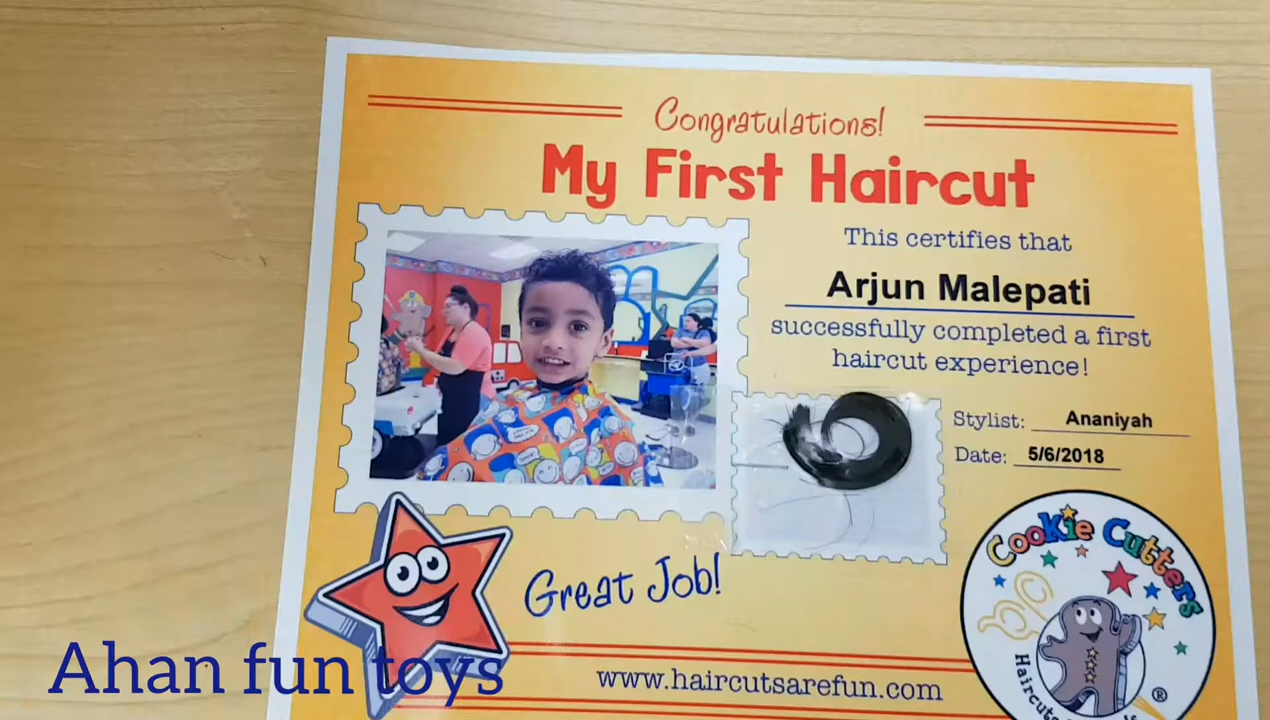 Congratulations!
My First Haircut
This certifies that
Arjun Malepati
successfully completed a first
haircut experience!
Stylist: Ananiyah
Date: 5/6/2018
Great Job!
www.haircutsarefun.com
Cookie Cutters
Haircuts
®
Ahan fun toys